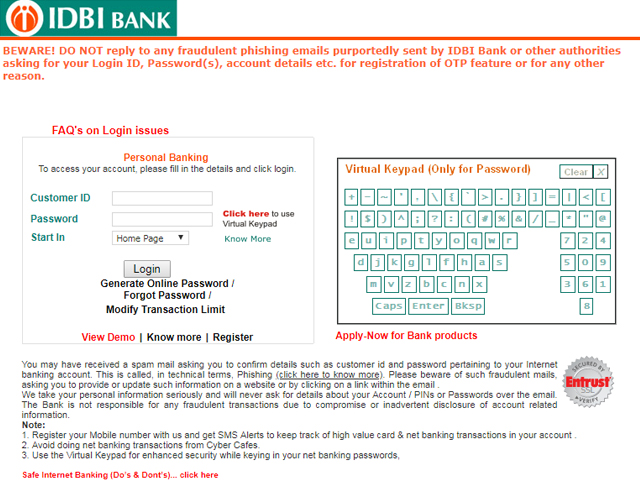 IDBI BANK
BEWARE! DO NOT reply to any fraudulent phishing emails purportedly sent by IDBI Bank or other authorities
asking for your Login ID, Password(s), account details etc. for registration of OTP feature or for any other
reason.
FAQ's on Login issues
Personal Banking
To access your account, please fill in the details and click login.
Customer ID
Password
Click here to use
Virtual Keypad
Start In
Home Page
Know More
Login
Generate Online Password /
Forgot Password /
Modify Transaction Limit
View Demo | Know more | Register
Virtual Keypad (Only for Password)
Clear X
+ - ~ ` , \ { ' > . } ] = | < [
! $ ) ^ ; ? : ( # % & / _ * " @
e u i p t y o q w r 7 2 4
d j k g l f h a s 5 0 9
m v z b c n x 3 6 1
Caps Enter Bksp 8
Apply-Now for Bank products
You may have received a spam mail asking you to confirm details such as customer id and password pertaining to your Internet
banking account. This is called, in technical terms, Phishing (click here to know more). Please beware of such fraudulent mails,
asking you to provide or update such information on a website or by clicking on a link within the email .
We take your personal information seriously and will never ask for details about your Account / PINs or Passwords over the email.
The Bank is not responsible for any fraudulent transactions due to compromise or inadvertent disclosure of account related
information.
Note:
1. Register your Mobile number with us and get SMS Alerts to keep track of high value card & net banking transactions in your account .
2. Avoid doing net banking transactions from Cyber Cafes.
3. Use the Virtual Keypad for enhanced security while keying in your net banking passwords,
SECURED BY
Entrust
SSL
VERIFY
Safe Internet Banking (Do's & Dont's)... click here